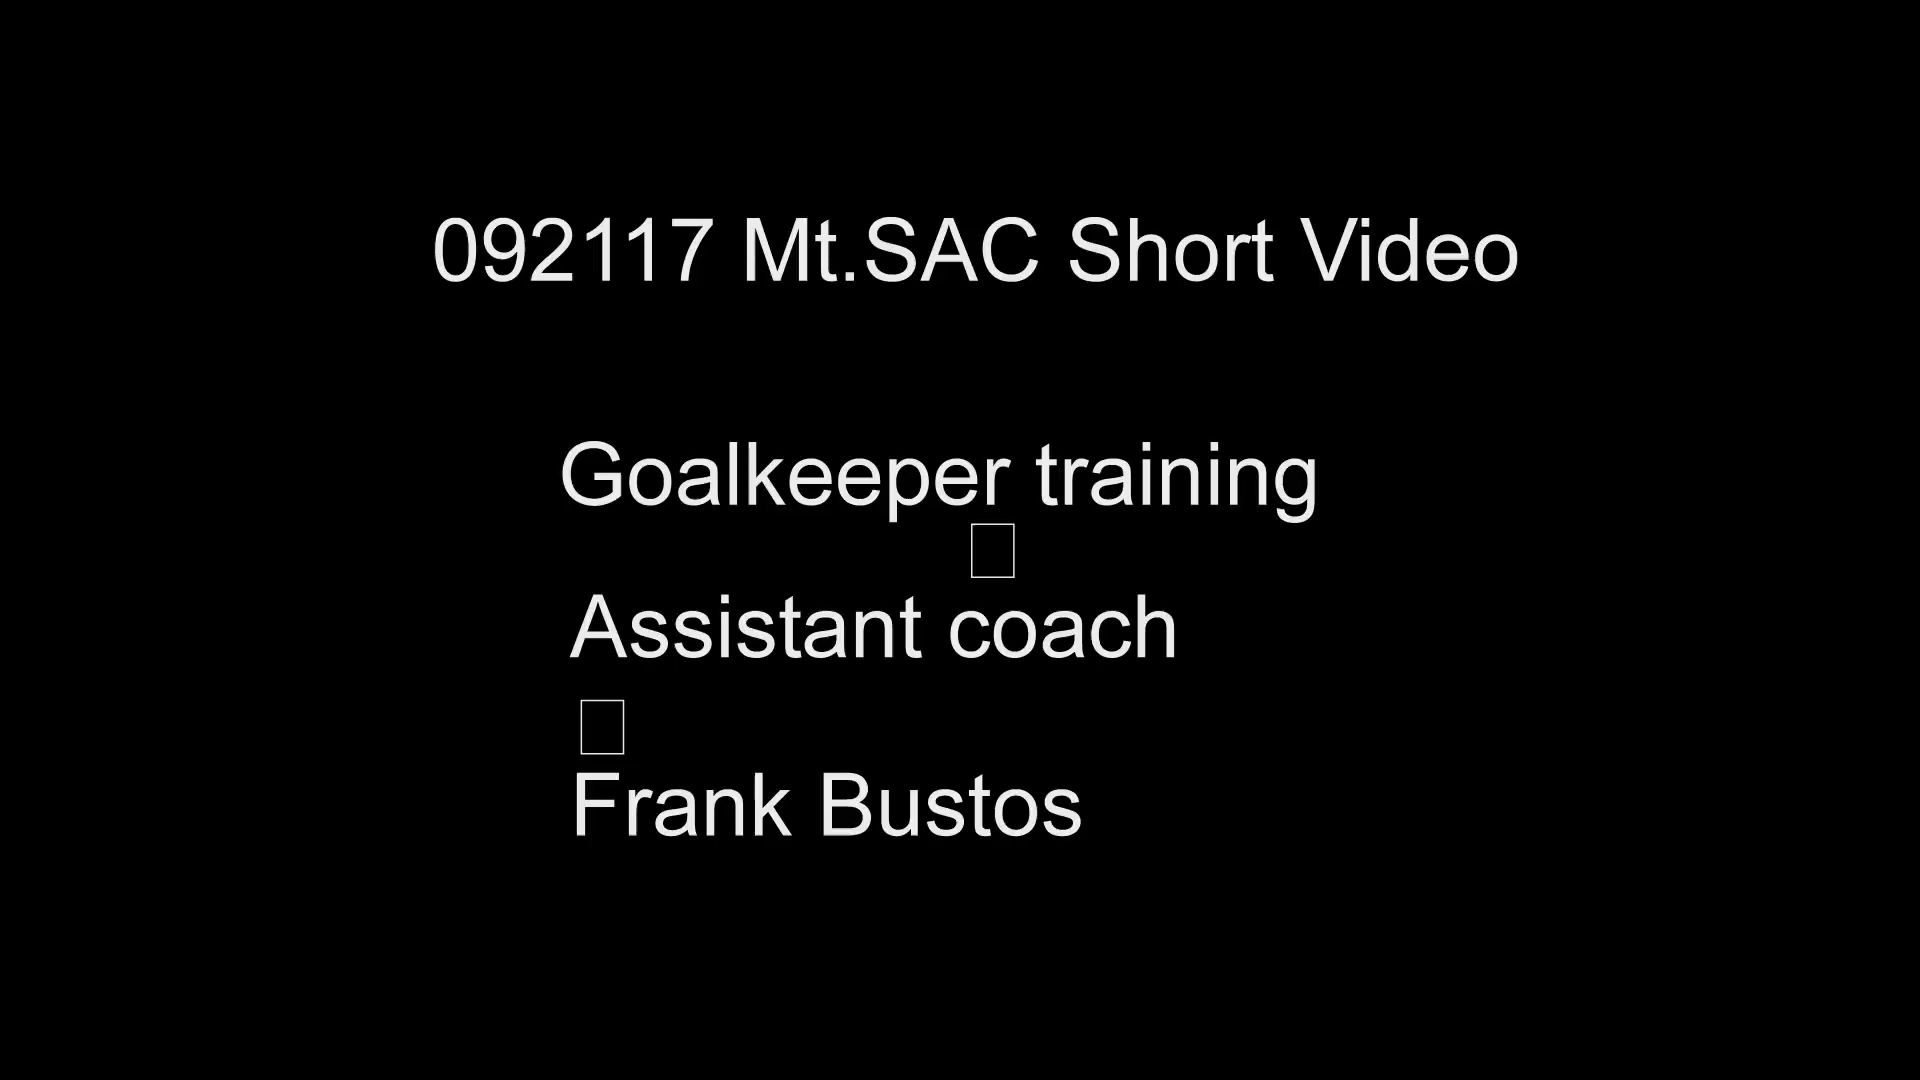 092117 Mt.SAC Short Video
Goalkeeper training
Assistant coach
Frank Bustos